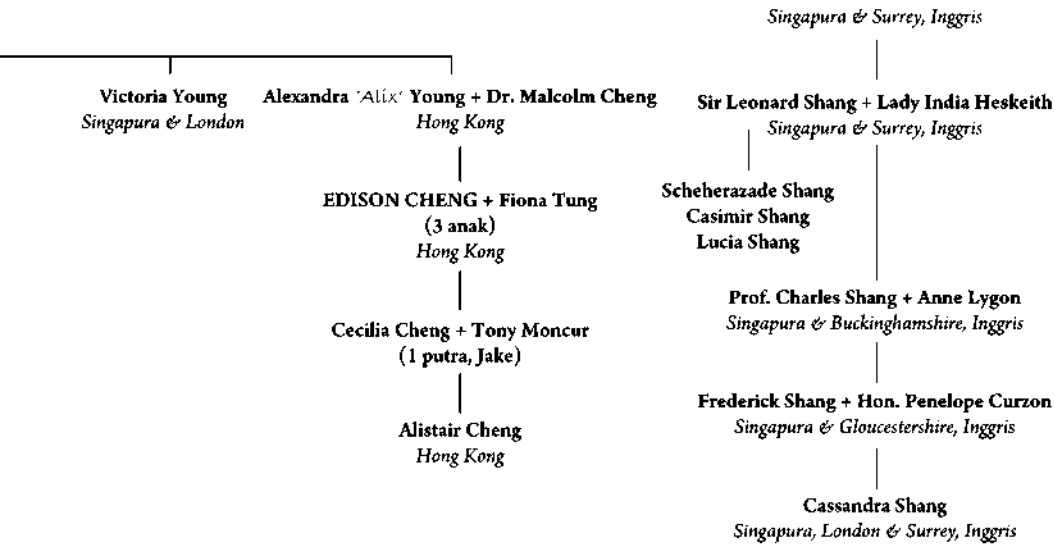 Singapura & Surrey, Inggris
Victoria Young
Singapura & London
Alexandra 'Alix' Young + Dr. Malcolm Cheng
Hong Kong
EDISON CHENG + Fiona Tung
(3 anak)
Hong Kong
Cecilia Cheng + Tony Moncur
(1 putra, Jake)
Alistair Cheng
Hong Kong
Sir Leonard Shang + Lady India Heskeith
Singapura & Surrey, Inggris
Scheherazade Shang
Casimir Shang
Lucia Shang
Prof. Charles Shang + Anne Lygon
Singapura & Buckinghamshire, Inggris
Frederick Shang + Hon. Penelope Curzon
Singapura & Gloucestershire, Inggris
Cassandra Shang
Singapura, London & Surrey, Inggris